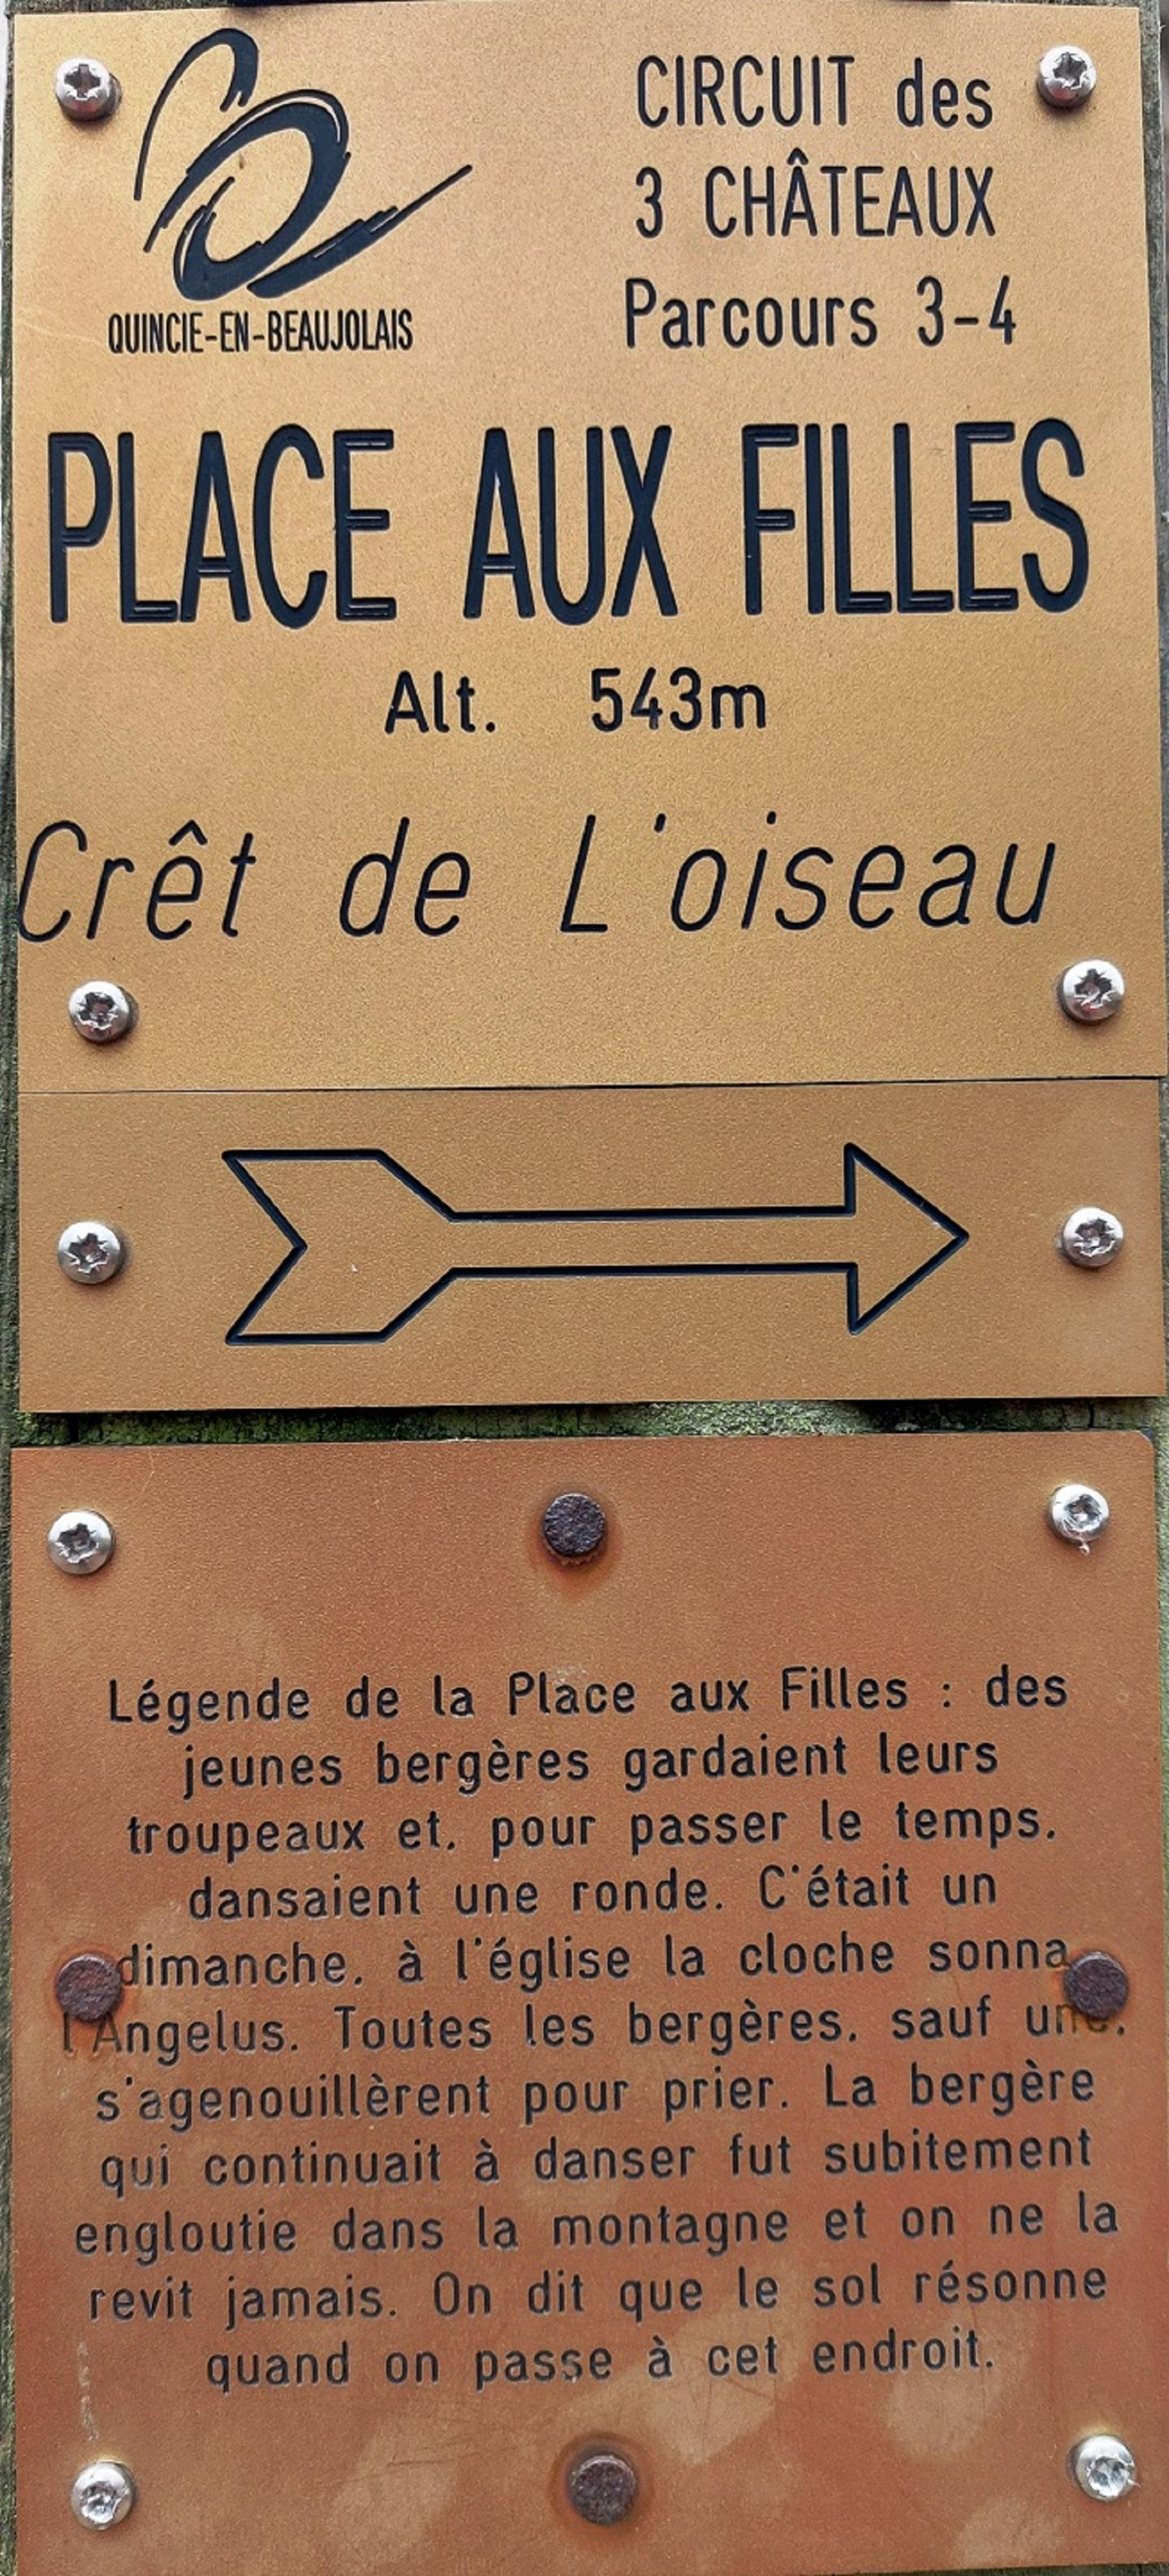 CIRCUIT des
3 CHÂTEAUX
Parcours 3-4
QUINCIE-EN-BEAUJOLAIS
PLACE AUX FILLES
Alt. 543m
Crêt de L'oiseau
Légende de la Place aux Filles : des
jeunes bergères gardaient leurs
troupeaux et, pour passer le temps,
dansaient une ronde. C'était un
dimanche, à l'église la cloche sonna
l'Angelus. Toutes les bergères, sauf une,
s'agenouillèrent pour prier. La bergère
qui continuait à danser fut subitement
engloutie dans la montagne et on ne la
revit jamais. On dit que le sol résonne
quand on passe à cet endroit.